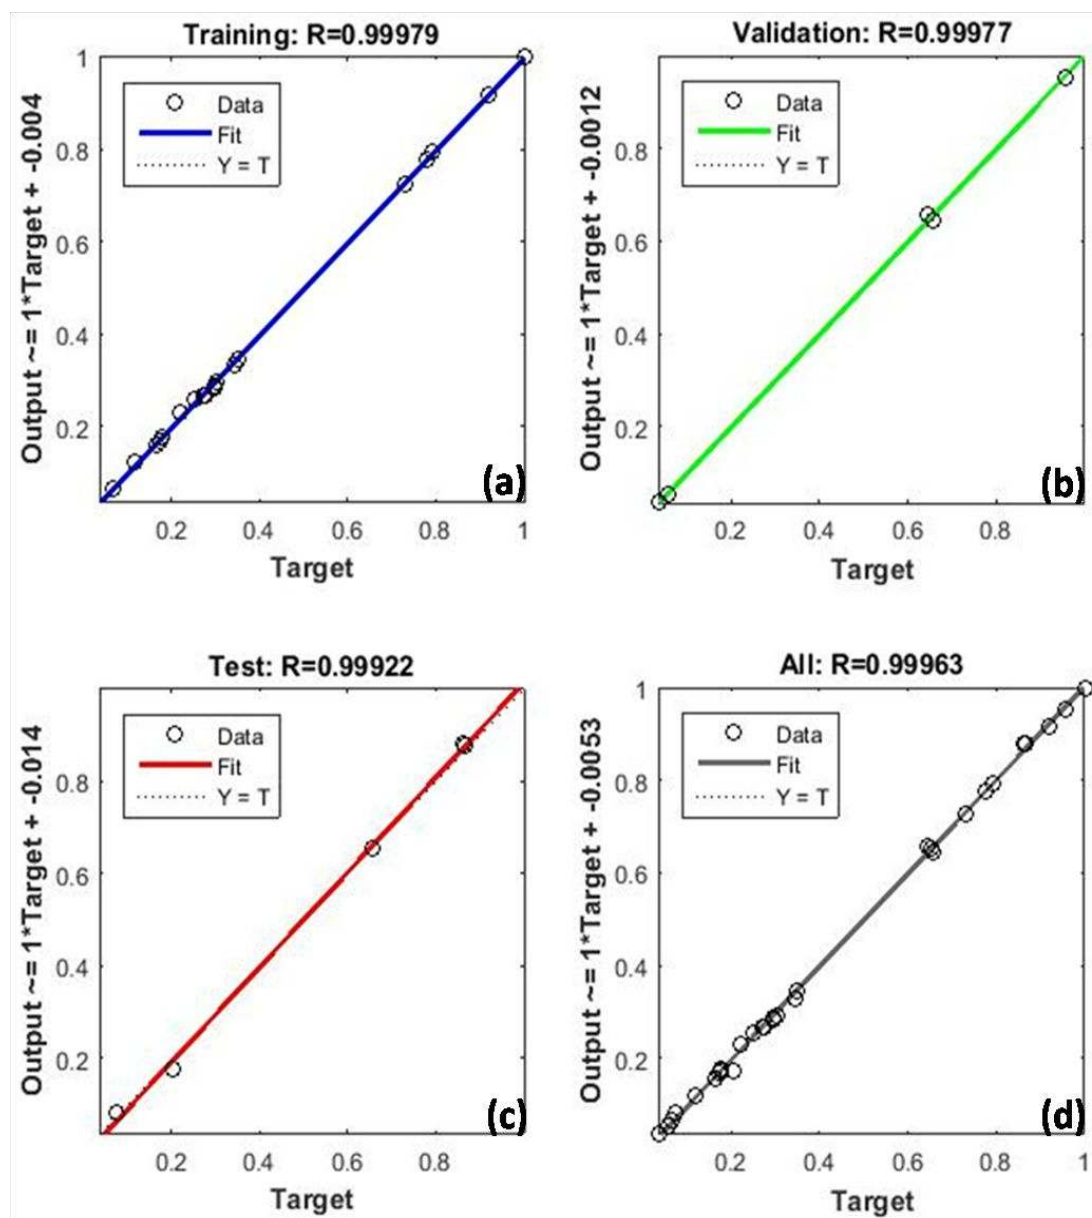 Training: R=0.99979
Output ~= 1*Target + -0.004
1
0.8
0.6
0.4
0.2
Data
Fit
Y = T
(a)
0.2 0.4 0.6 0.8 1
Target
Validation: R=0.99977
Output ~= 1*Target + -0.0012
0.8
0.6
0.4
0.2
Data
Fit
Y = T
(b)
0.2 0.4 0.6 0.8
Target
Test: R=0.99922
Output ~= 1*Target + -0.014
0.8
0.6
0.4
0.2
Data
Fit
Y = T
(c)
0.2 0.4 0.6 0.8
Target
All: R=0.99963
Output ~= 1*Target + -0.0053
1
0.8
0.6
0.4
0.2
Data
Fit
Y = T
(d)
0.2 0.4 0.6 0.8 1
Target